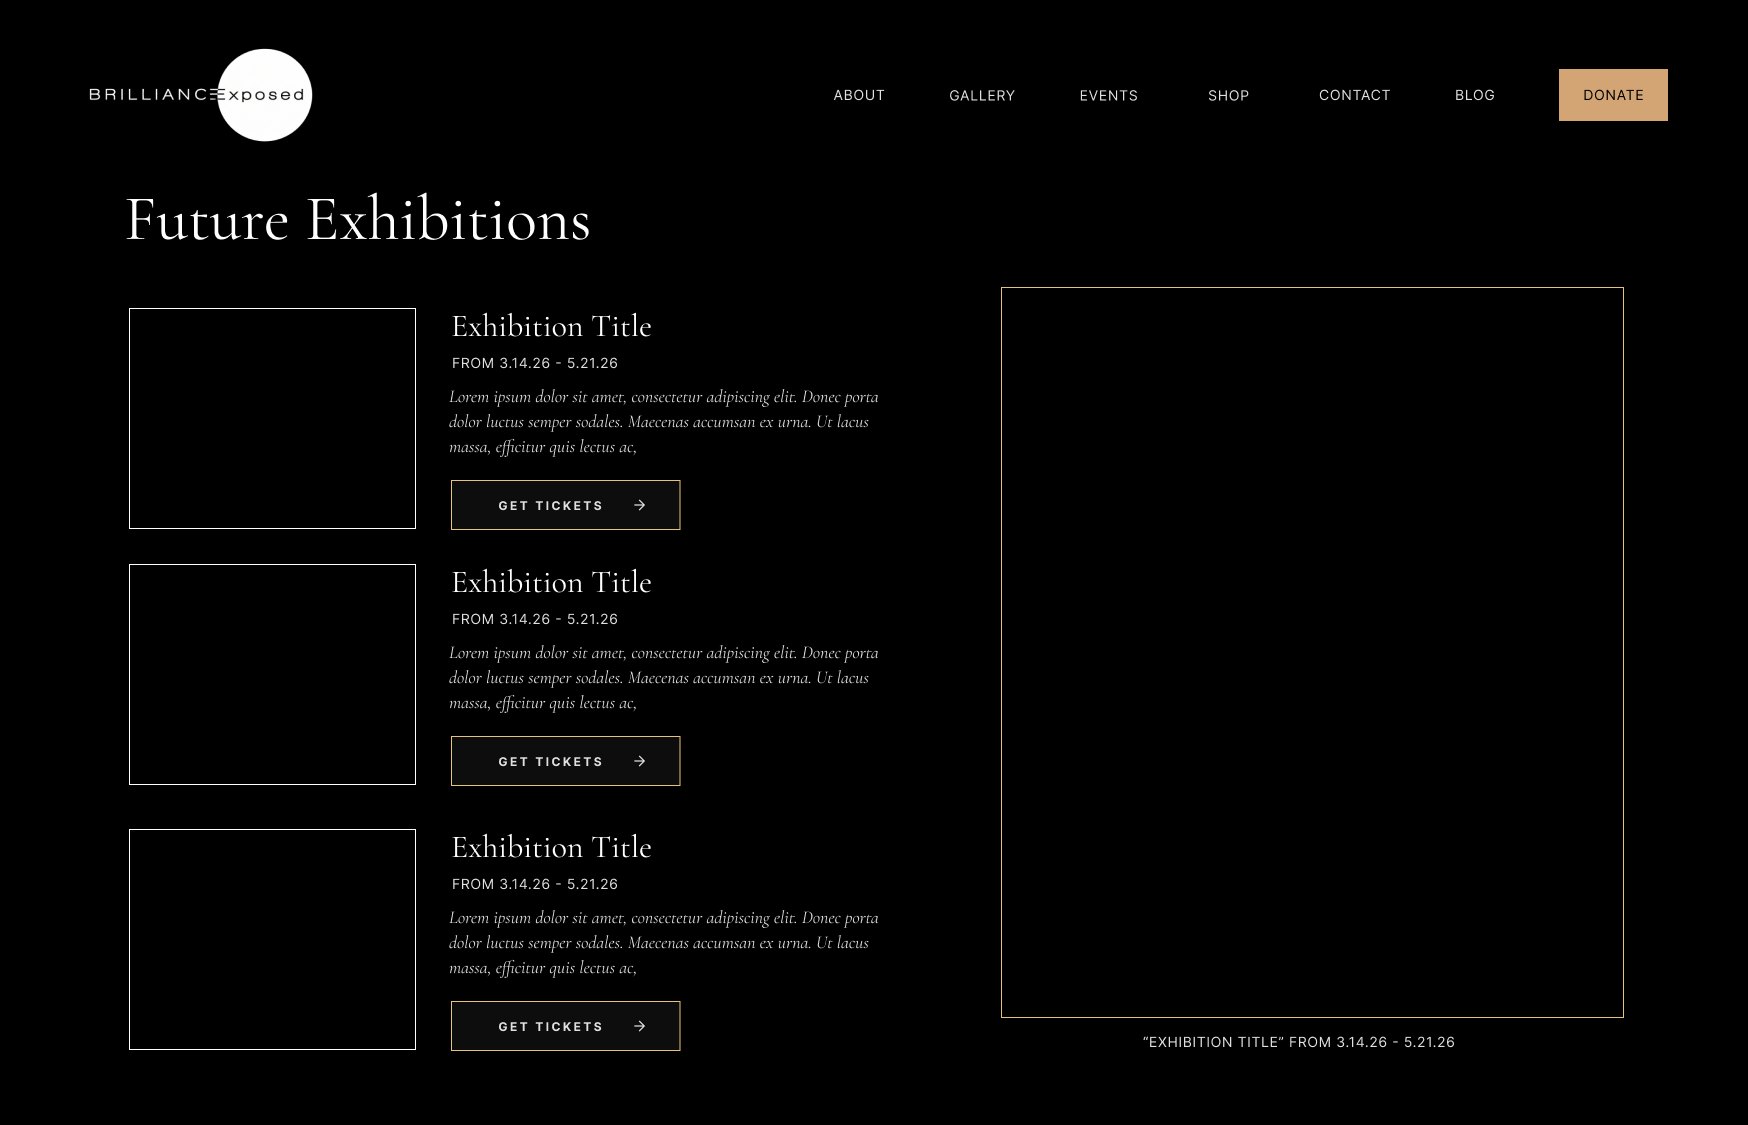 BRILLIANCExposed
ABOUT GALLERY EVENTS SHOP CONTACT BLOG DONATE
Future Exhibitions
Exhibition Title
FROM 3.14.26 - 5.21.26
Lorem ipsum dolor sit amet, consectetur adipiscing elit. Donec porta
dolor luctus semper sodales. Maecenas accumsan ex urna. Ut lacus
massa, efficitur quis lectus ac,
GET TICKETS →
Exhibition Title
FROM 3.14.26 - 5.21.26
Lorem ipsum dolor sit amet, consectetur adipiscing elit. Donec porta
dolor luctus semper sodales. Maecenas accumsan ex urna. Ut lacus
massa, efficitur quis lectus ac,
GET TICKETS →
Exhibition Title
FROM 3.14.26 - 5.21.26
Lorem ipsum dolor sit amet, consectetur adipiscing elit. Donec porta
dolor luctus semper sodales. Maecenas accumsan ex urna. Ut lacus
massa, efficitur quis lectus ac,
GET TICKETS →
“EXHIBITION TITLE” FROM 3.14.26 - 5.21.26